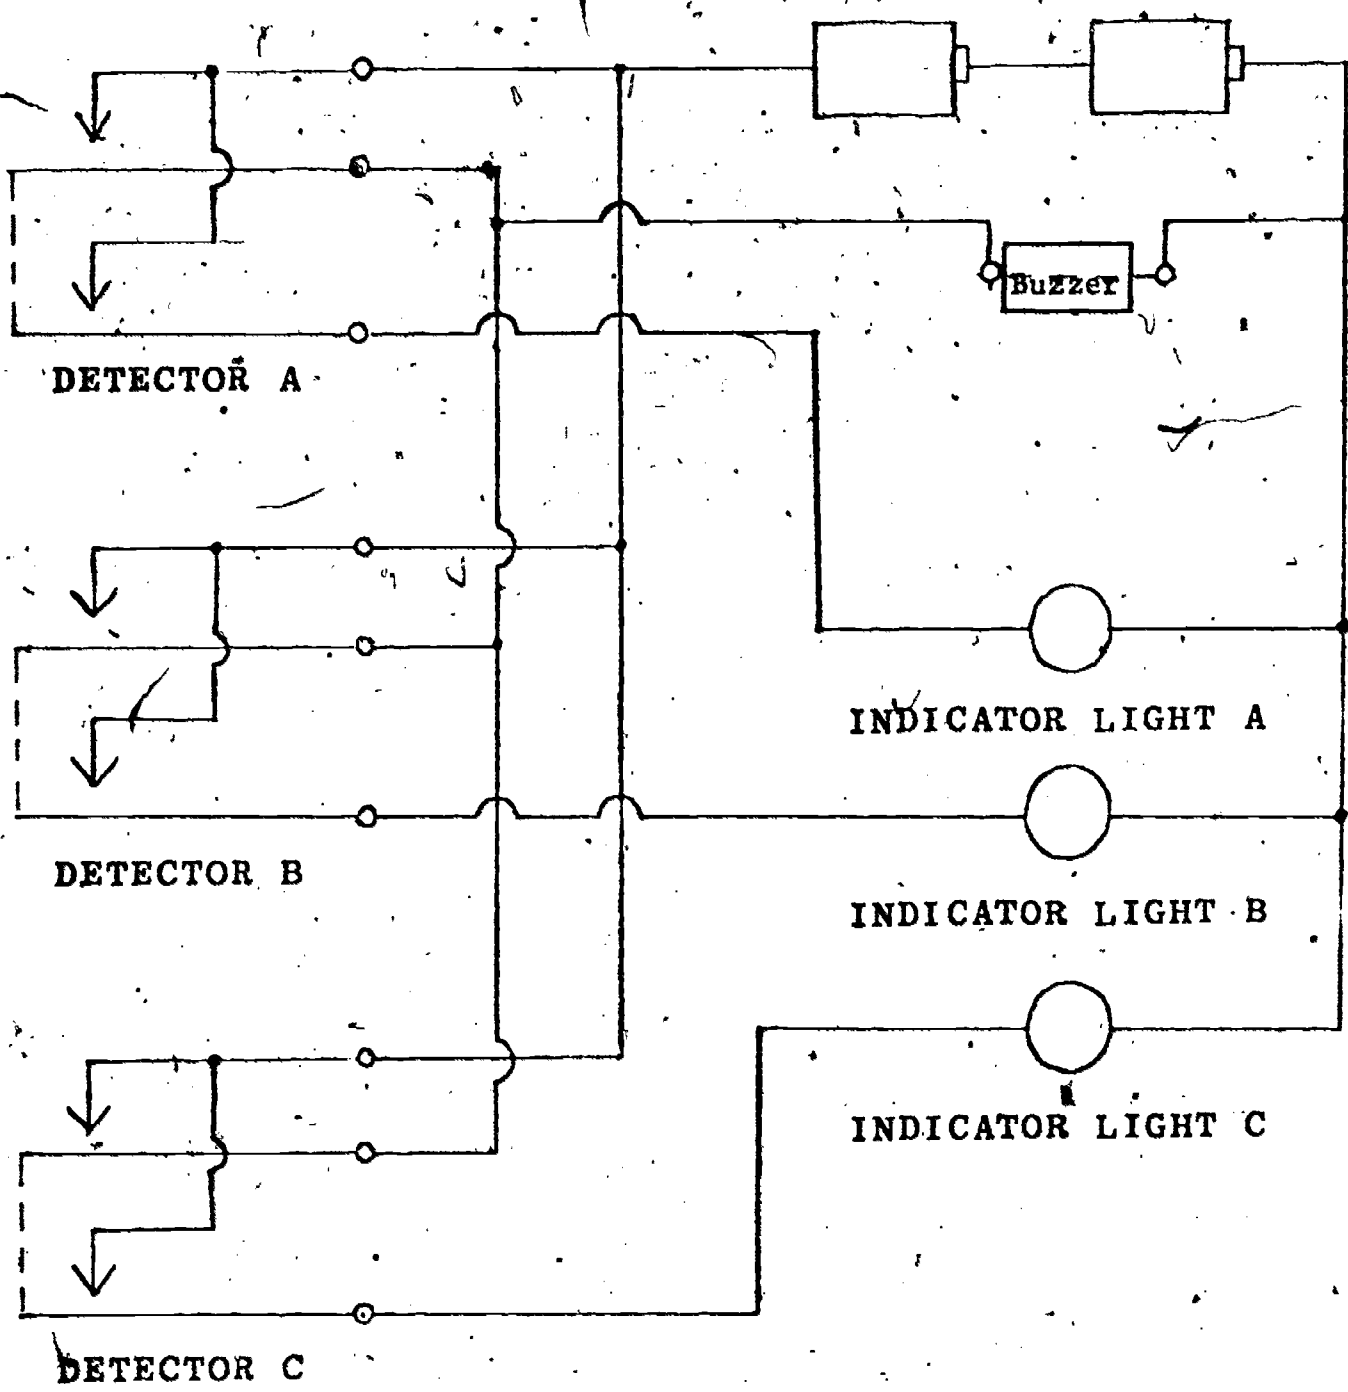 Buzzer
DETECTOR A
INDICATOR LIGHT A
DETECTOR B
INDICATOR LIGHT B
INDICATOR LIGHT C
DETECTOR C